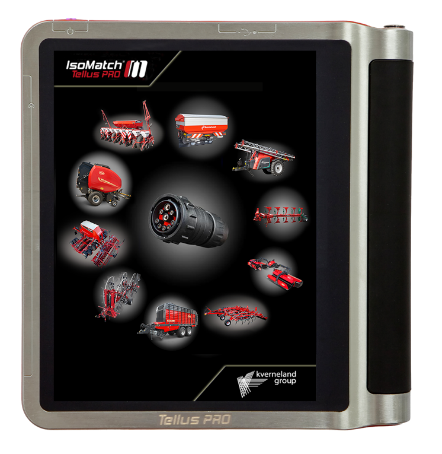 IsoMatch®
Tellus PRO
kverneland
group
Tellus PRO